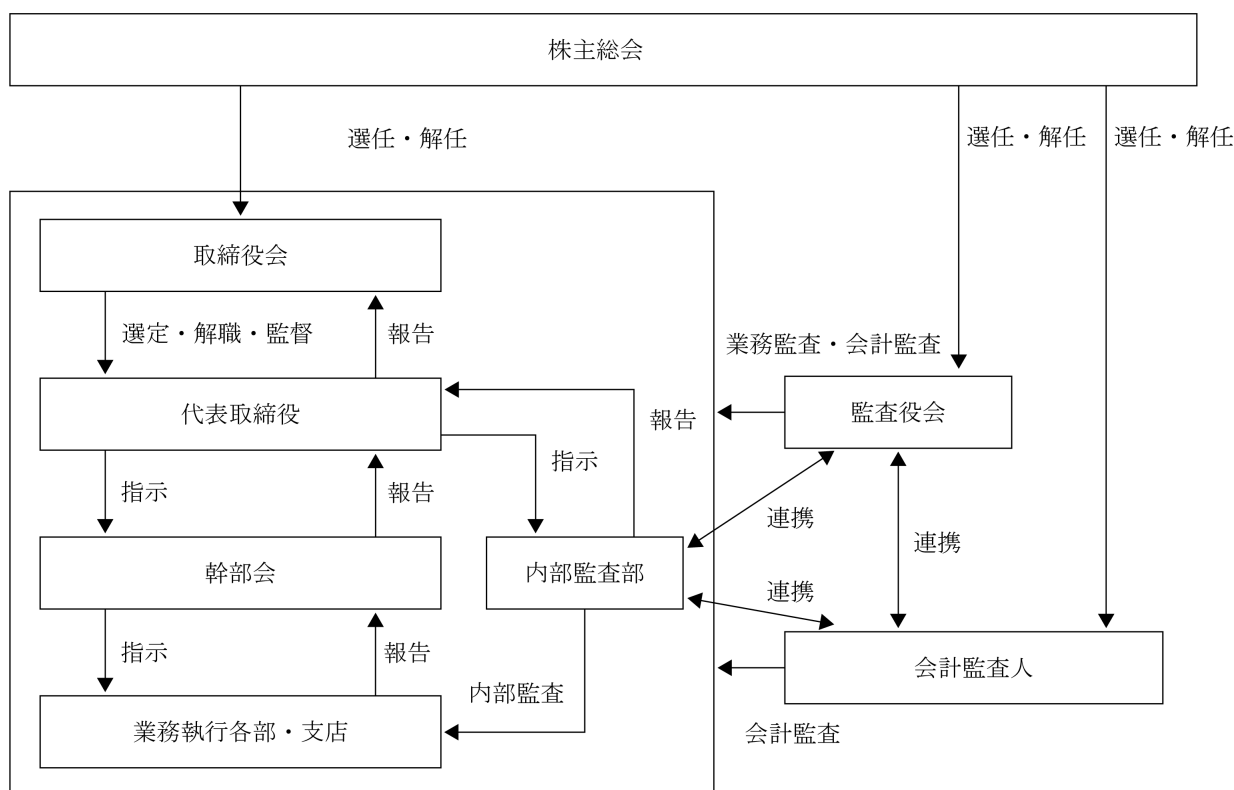 株主総会
選任・解任
選任・解任
選任・解任
取締役会
選定・解職・監督
報告
業務監査・会計監査
代表取締役
監査役会
報告
指示
指示
報告
連携
連携
幹部会
内部監査部
連携
指示
報告
会計監査人
内部監査
業務執行各部・支店
会計監査